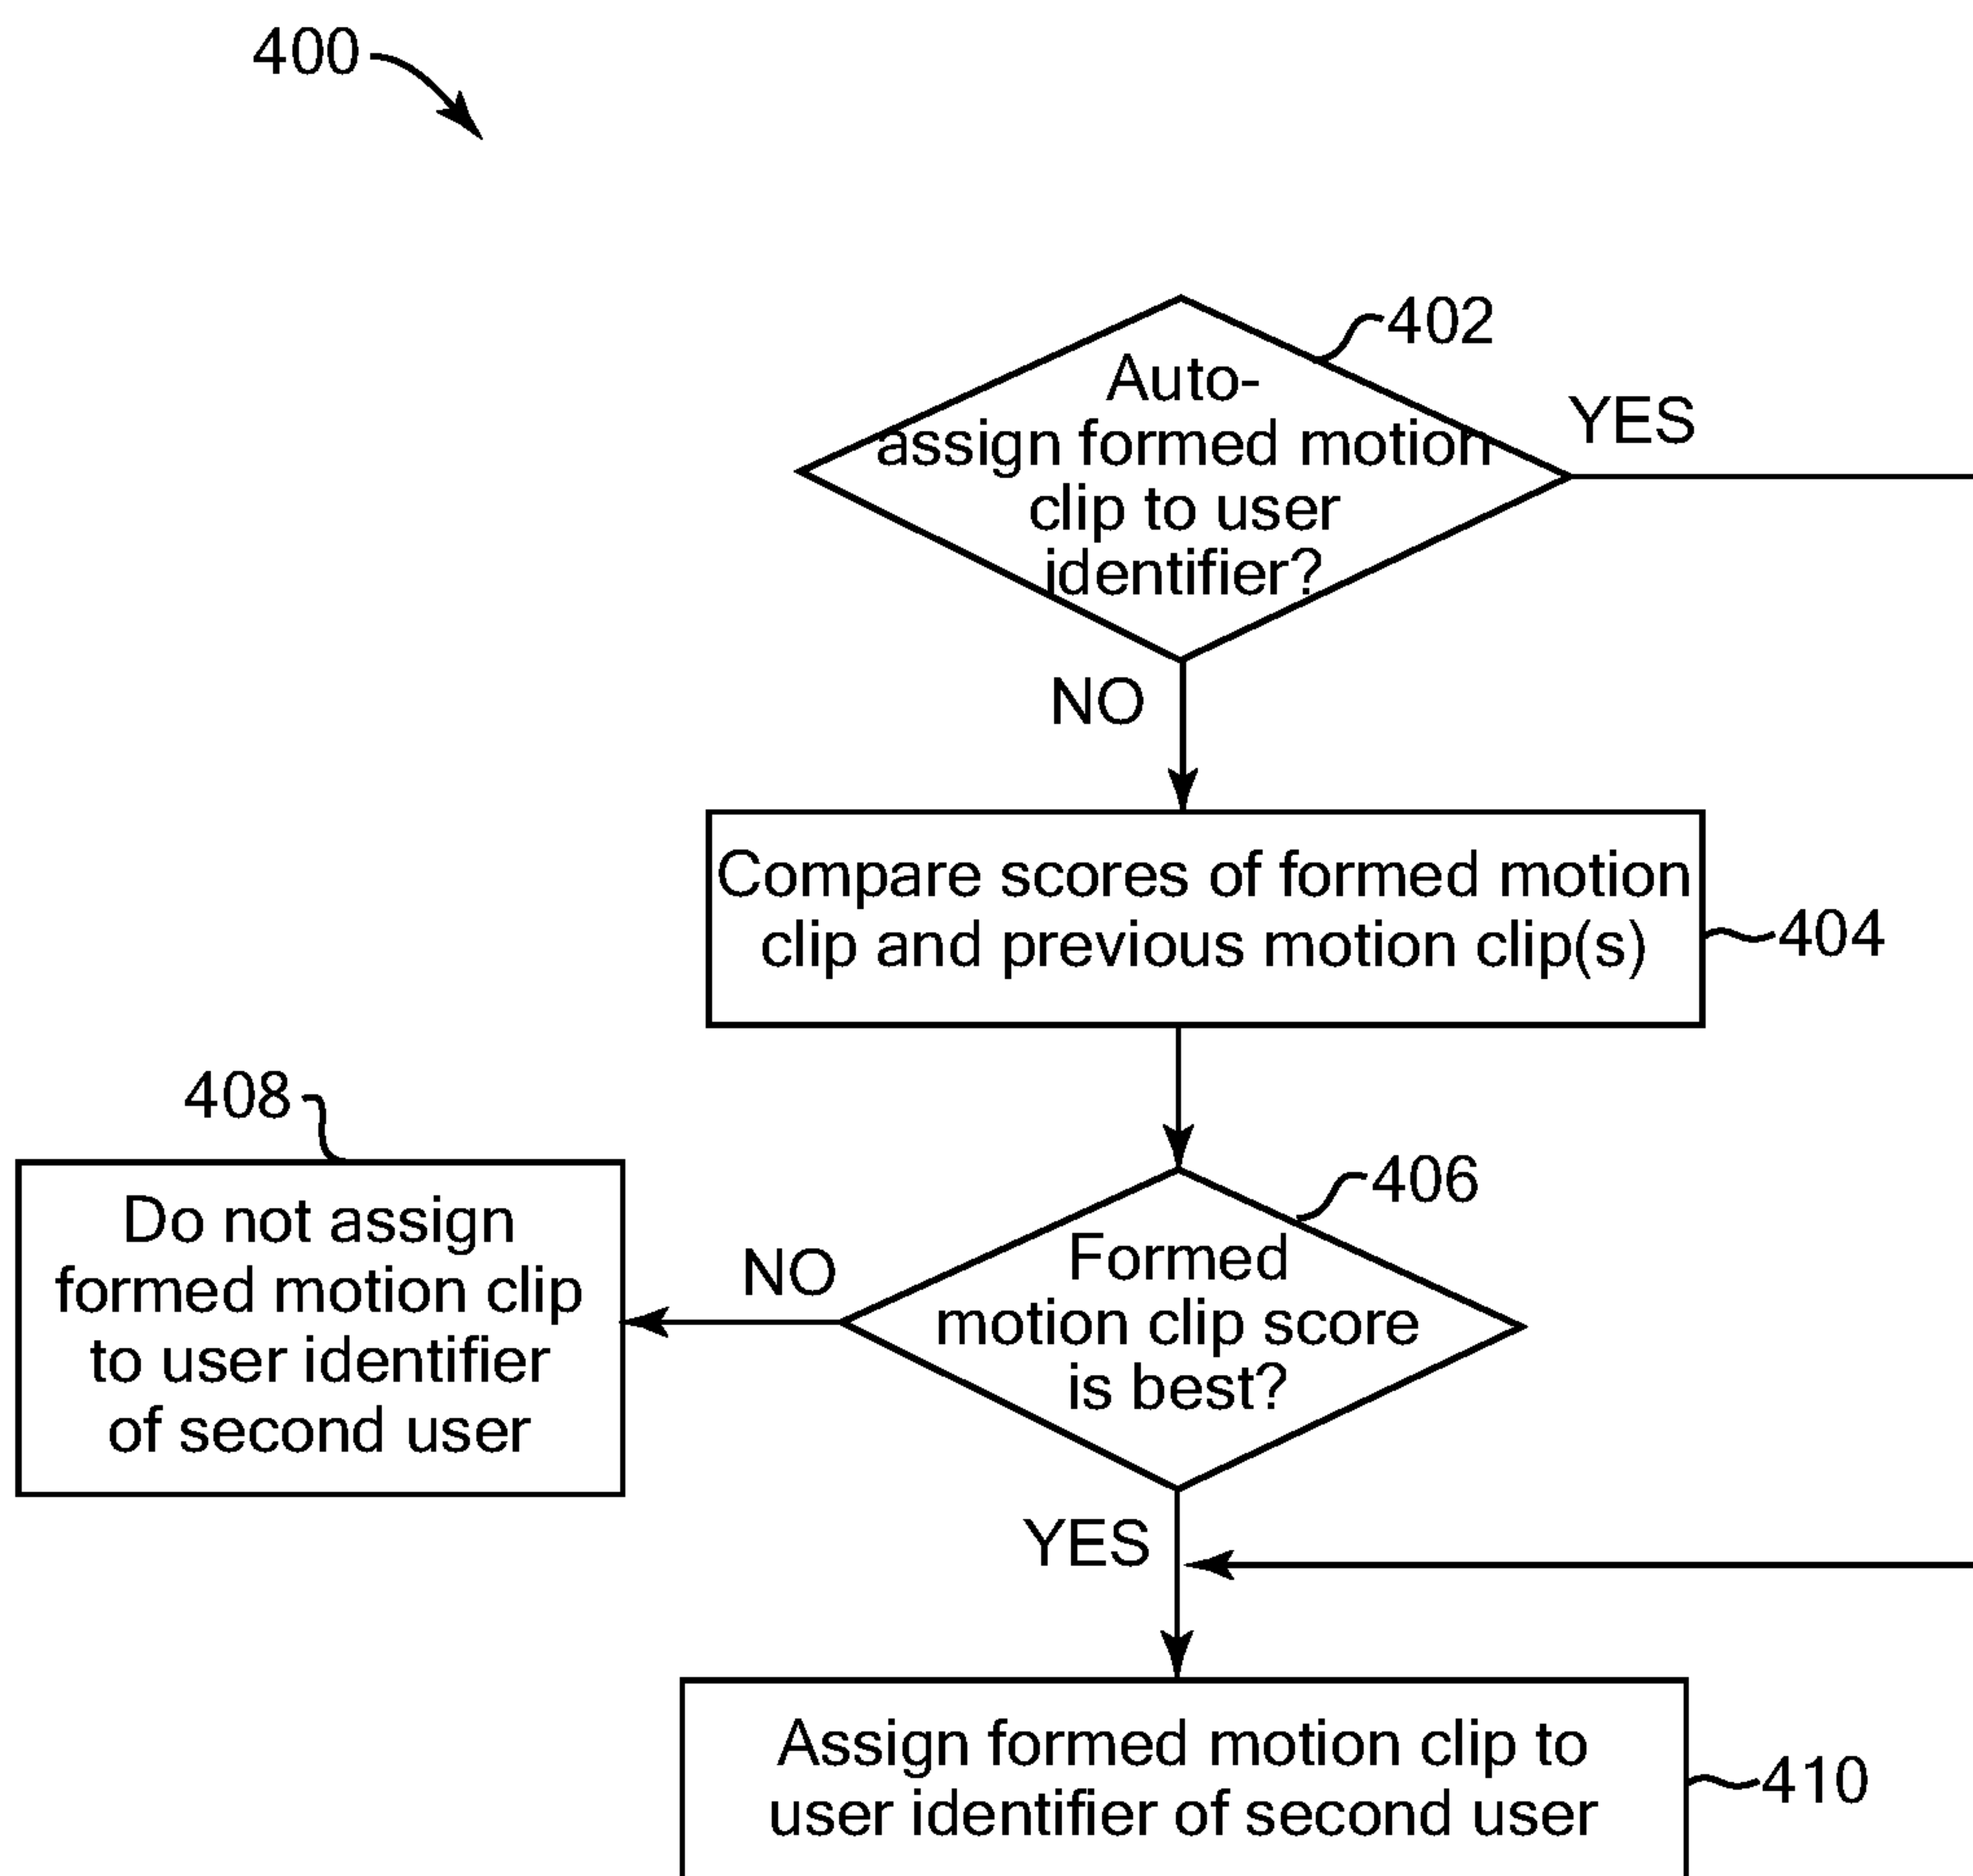 400
402
Auto-
assign formed motion
clip to user
identifier?
YES
NO
Compare scores of formed motion
clip and previous motion clip(s)
404
408
Do not assign
formed motion clip
to user identifier
of second user
NO
406
Formed
motion clip score
is best?
YES
Assign formed motion clip to
user identifier of second user
410